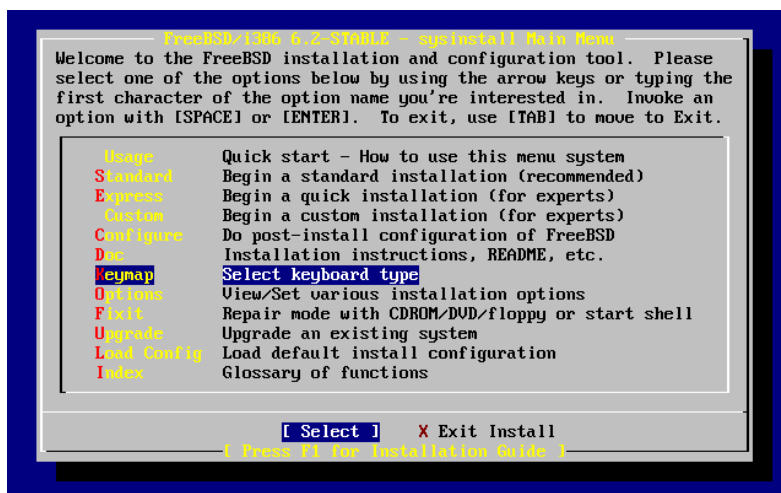 FreeBSD/i386 6.2-STABLE - sysinstall Main Menu
Welcome to the FreeBSD installation and configuration tool.  Please
select one of the options below by using the arrow keys or typing the
first character of the option name you're interested in.  Invoke an
option with [SPACE] or [ENTER].  To exit, use [TAB] to move to Exit.
Usage Quick start - How to use this menu system
Standard Begin a standard installation (recommended)
Express Begin a quick installation (for experts)
Custom Begin a custom installation (for experts)
Configure Do post-install configuration of FreeBSD
Doc Installation instructions, README, etc.
Keymap Select keyboard type
Options View/Set various installation options
Fixit Repair mode with CDROM/DVD/floppy or start shell
Upgrade Upgrade an existing system
Load Config Load default install configuration
Index Glossary of functions
[ Select ] X Exit Install
[ Press F1 for Installation Guide ]